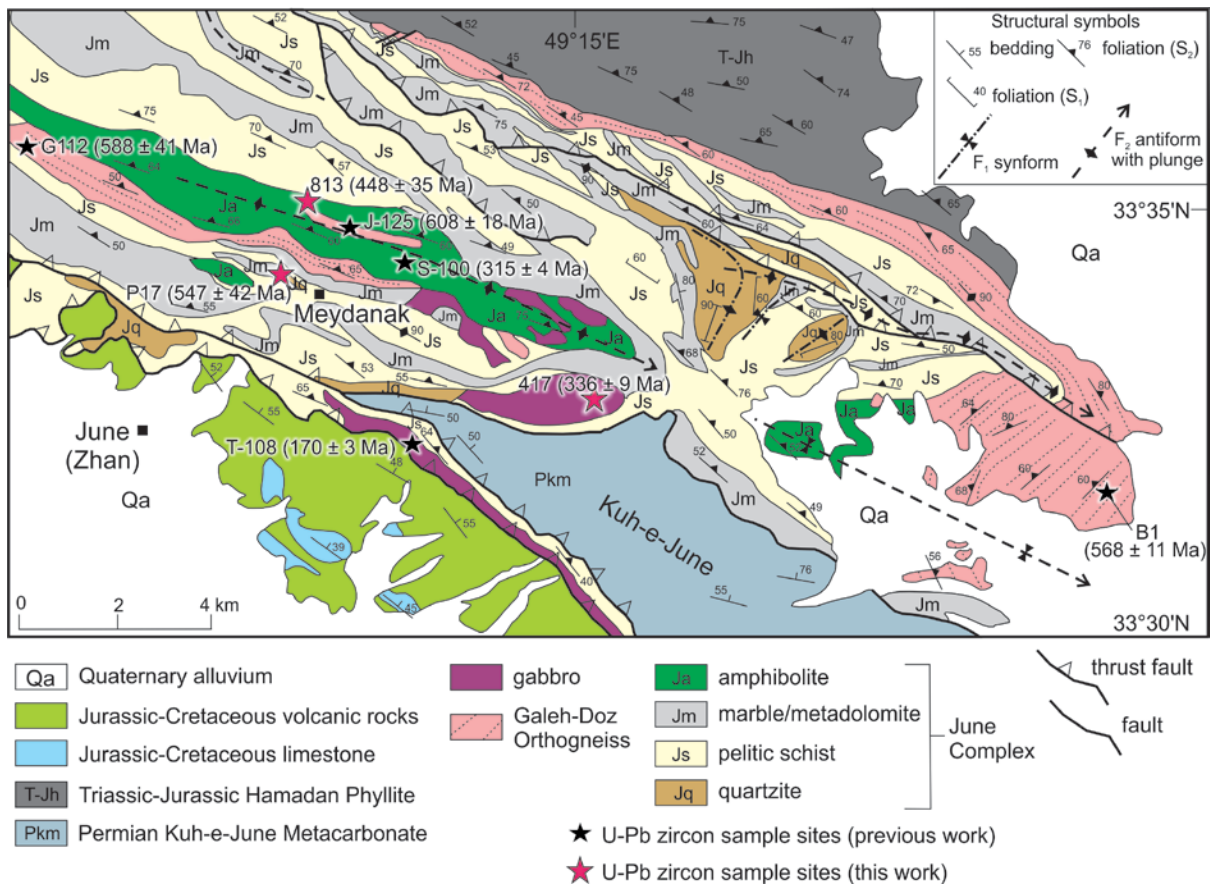 49°15'E
Structural symbols
55 bedding 76 foliation (S2)
40 foliation (S1)
F1 synform
F2 antiform
with plunge
T-Jh
Jm
Js
G112 (588 ± 41 Ma)
813 (448 ± 35 Ma)
Ja
J-125 (608 ± 18 Ma)
S-100 (315 ± 4 Ma)
33°35'N
Qa
P17 (547 ± 42 Ma)
Jq
Meydanak
417 (336 ± 9 Ma)
June
(Zhan)
T-108 (170 ± 3 Ma)
Qa
Pkm
Kuh-e-June
Qa
B1
(568 ± 11 Ma)
0 2 4 km
33°30'N
Qa Quaternary alluvium
Jurassic-Cretaceous volcanic rocks
Jurassic-Cretaceous limestone
T-Jh Triassic-Jurassic Hamadan Phyllite
Pkm Permian Kuh-e-June Metacarbonate
gabbro
Galeh-Doz
Orthogneiss
Ja amphibolite
Jm marble/metadolomite
Js pelitic schist
Jq quartzite
June
Complex
thrust fault
fault
U-Pb zircon sample sites (previous work)
U-Pb zircon sample sites (this work)